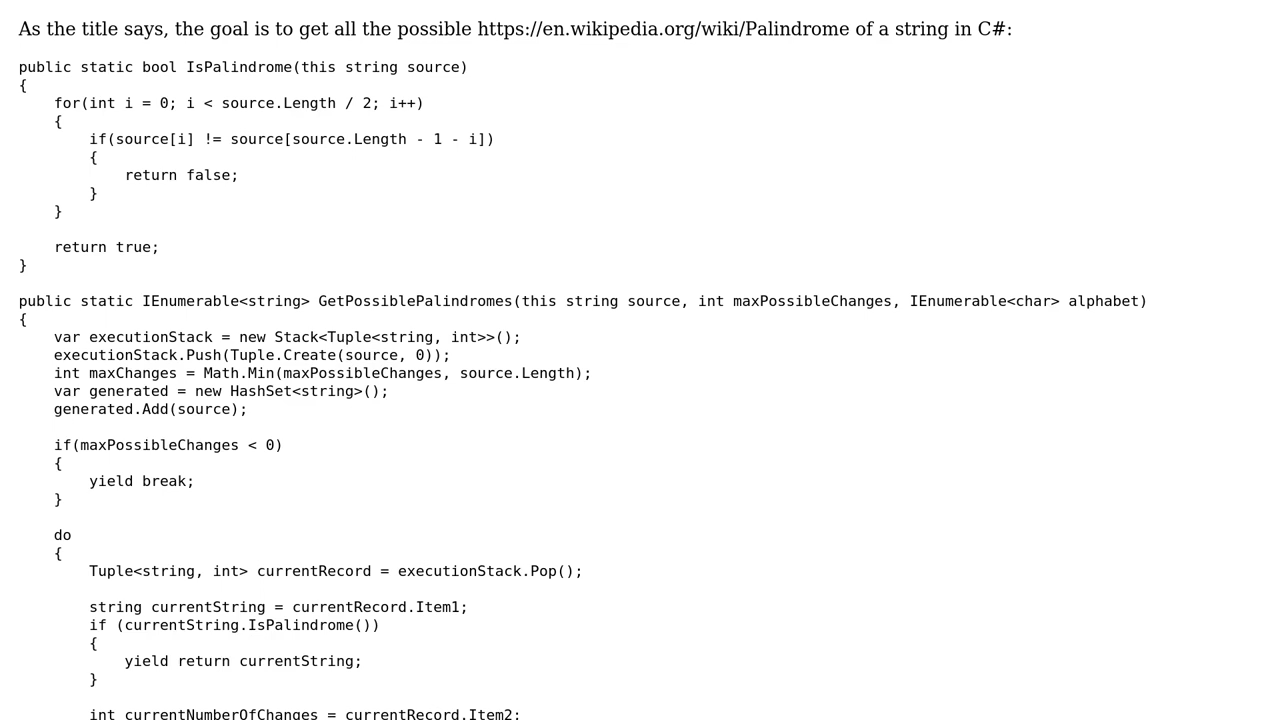 As the title says, the goal is to get all the possible https://en.wikipedia.org/wiki/Palindrome of a string in C#:
public static bool IsPalindrome(this string source)
{
    for(int i = 0; i < source.Length / 2; i++)
    {
        if(source[i] != source[source.Length - 1 - i])
        {
            return false;
        }
    }

    return true;
}

public static IEnumerable<string> GetPossiblePalindromes(this string source, int maxPossibleChanges, IEnumerable<char> alphabet)
{
    var executionStack = new Stack<Tuple<string, int>>();
    executionStack.Push(Tuple.Create(source, 0));
    int maxChanges = Math.Min(maxPossibleChanges, source.Length);
    var generated = new HashSet<string>();
    generated.Add(source);

    if(maxPossibleChanges < 0)
    {
        yield break;
    }

    do
    {
        Tuple<string, int> currentRecord = executionStack.Pop();

        string currentString = currentRecord.Item1;
        if (currentString.IsPalindrome())
        {
            yield return currentString;
        }

        int currentNumberOfChanges = currentRecord.Item2;